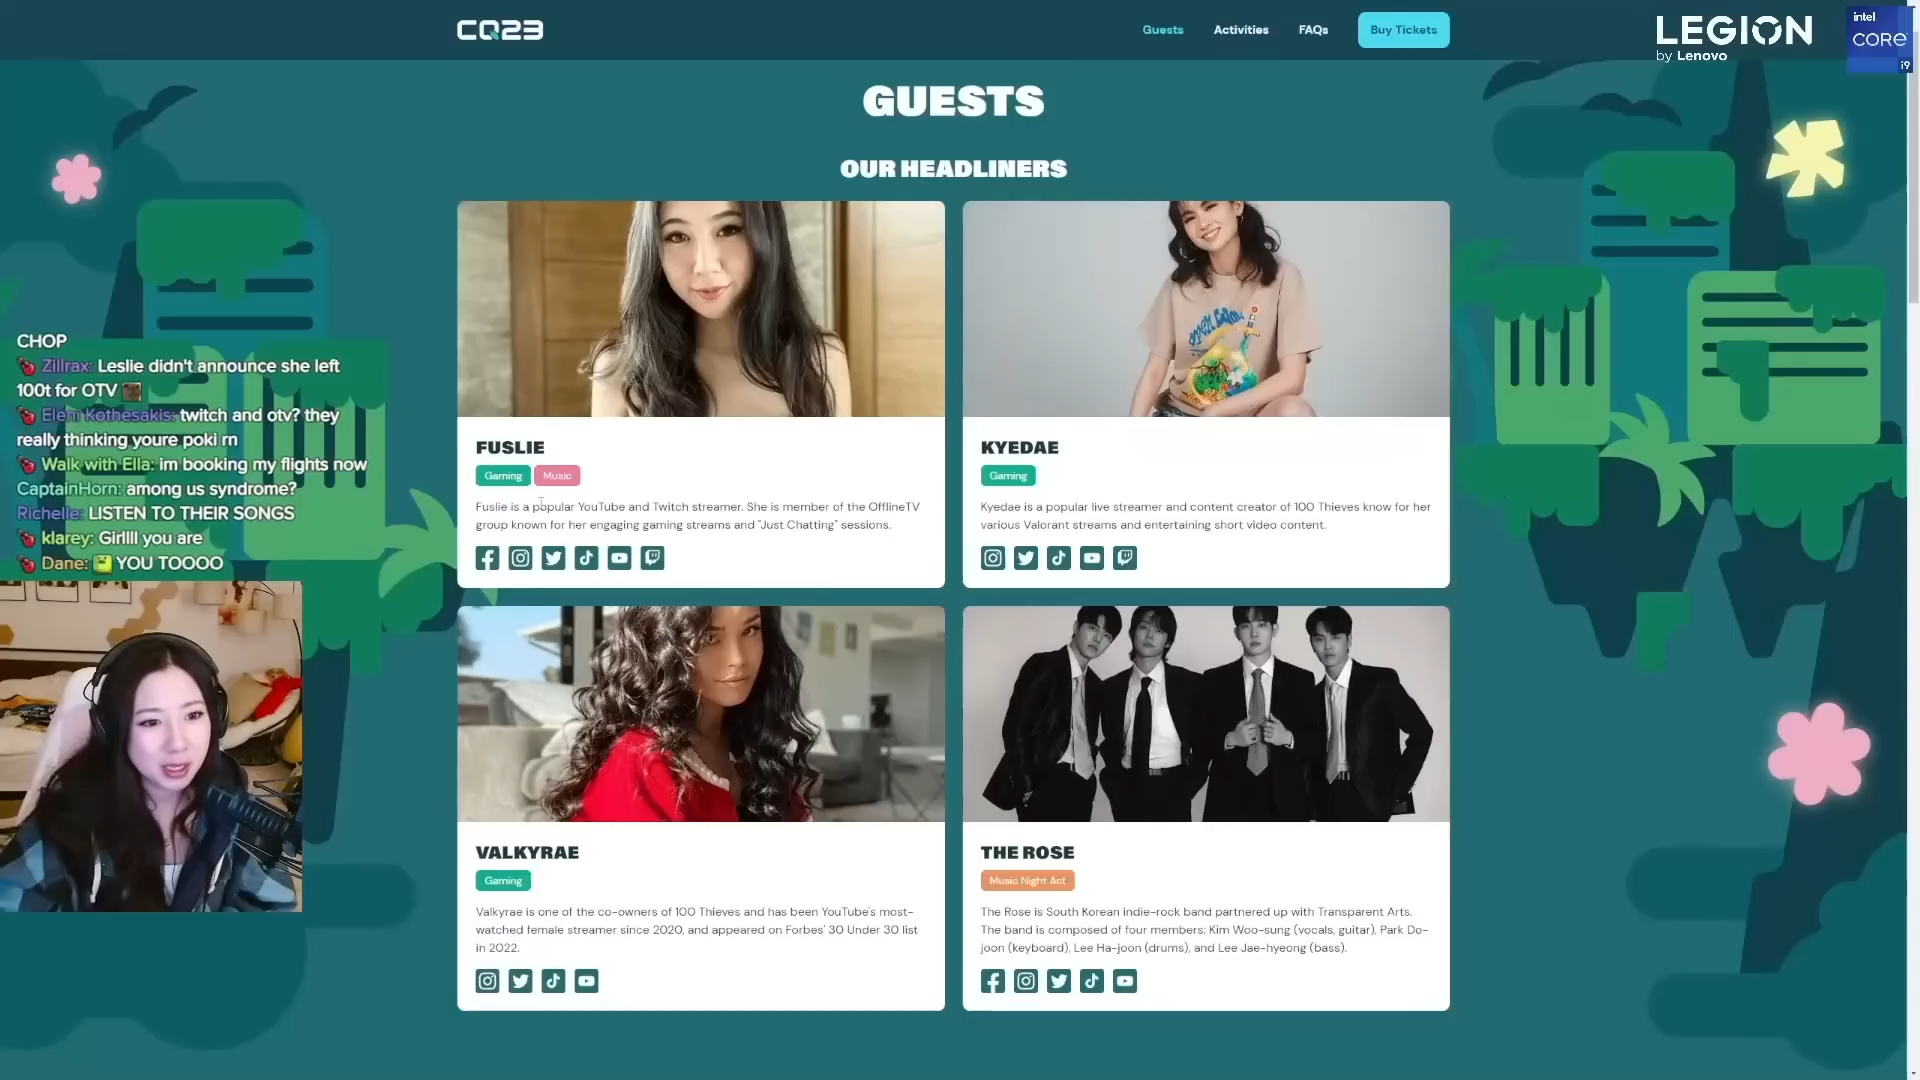 CQ23
Guests
Activities
FAQs
Buy Tickets
LEGION
by Lenovo
intel
CORE
i9
GUESTS
OUR HEADLINERS
FUSLIE
Gaming
Music
Fuslie is a popular YouTube and Twitch streamer. She is member of the OfflineTV
group known for her engaging gaming streams and "Just Chatting" sessions.
KYEDAE
Gaming
Kyedae is a popular live streamer and content creator of 100 Thieves know for her
various Valorant streams and entertaining short video content.
VALKYRAE
Gaming
Valkyrae is one of the co-owners of 100 Thieves and has been YouTube's most-
watched female streamer since 2020, and appeared on Forbes' 30 Under 30 list
in 2022.
THE ROSE
Music Night Act
The Rose is South Korean indie-rock band partnered up with Transparent Arts.
The band is composed of four members: Kim Woo-sung (vocals, guitar), Park Do-
joon (keyboard), Lee Ha-joon (drums), and Lee Jae-hyeong (bass).
CHOP
Zillrax: Leslie didn't announce she left
100t for OTV
Elem Kothesakis: twitch and otv? they
really thinking youre poki rn
Walk with Ella: im booking my flights now
CaptainHorn: among us syndrome?
Richelle: LISTEN TO THEIR SONGS
klarey: Girllll you are
Dane: YOU TOOOO